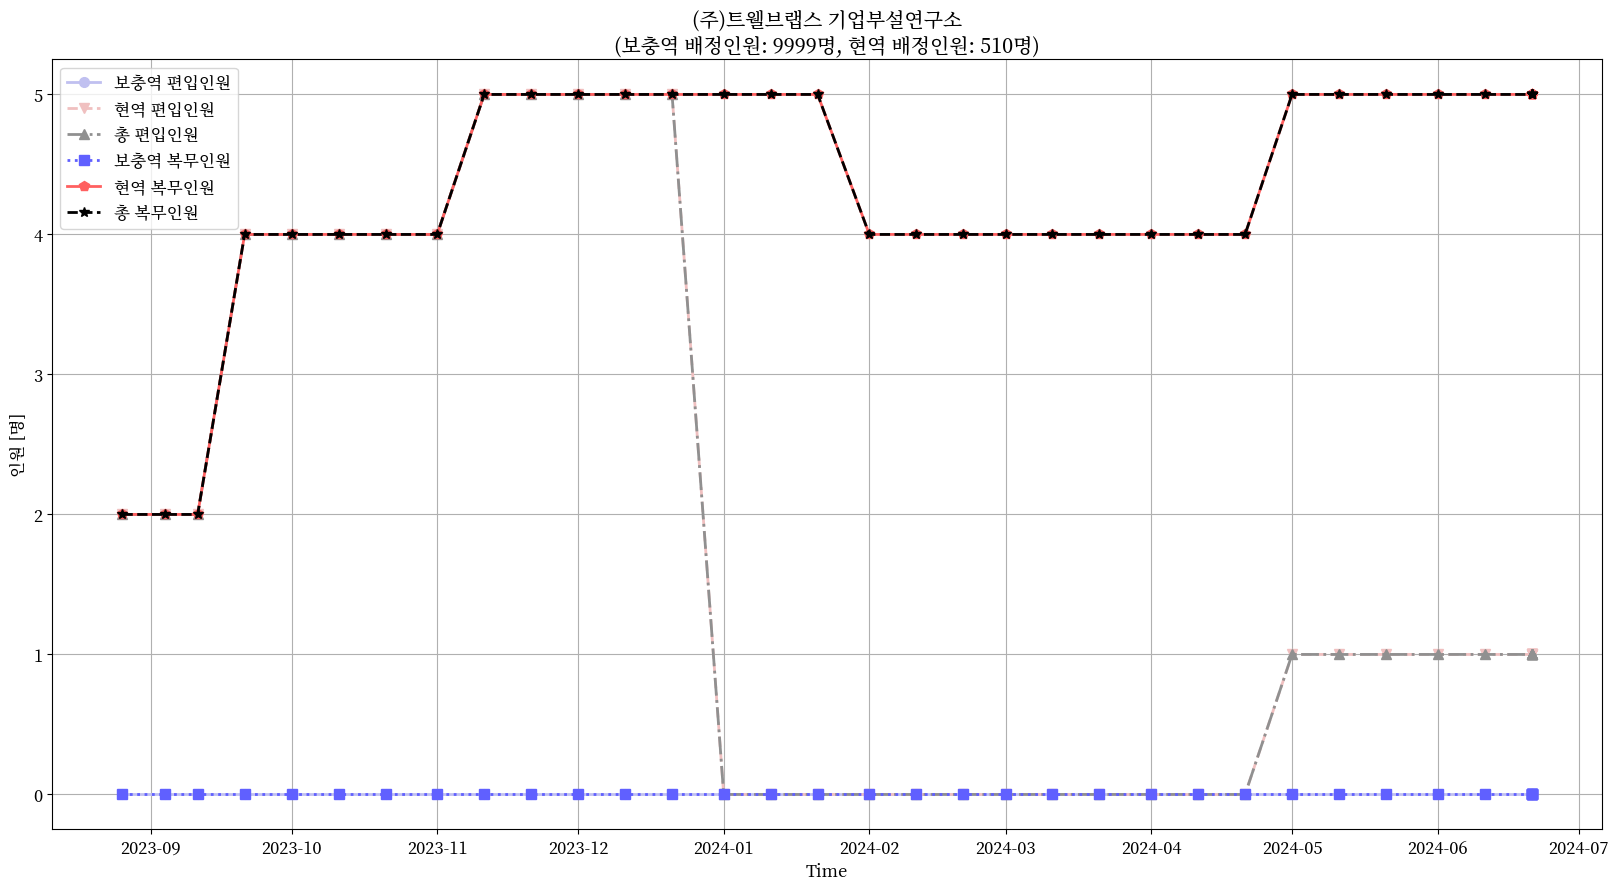 (주)트웰브랩스 기업부설연구소
(보충역 배정인원: 9999명, 현역 배정인원: 510명)
보충역 편입인원
현역 편입인원
총 편입인원
보충역 복무인원
현역 복무인원
총 복무인원
5
4
3
2
1
0
인원 [명]
2023-09 2023-10 2023-11 2023-12 2024-01 2024-02 2024-03 2024-04 2024-05 2024-06 2024-07
Time